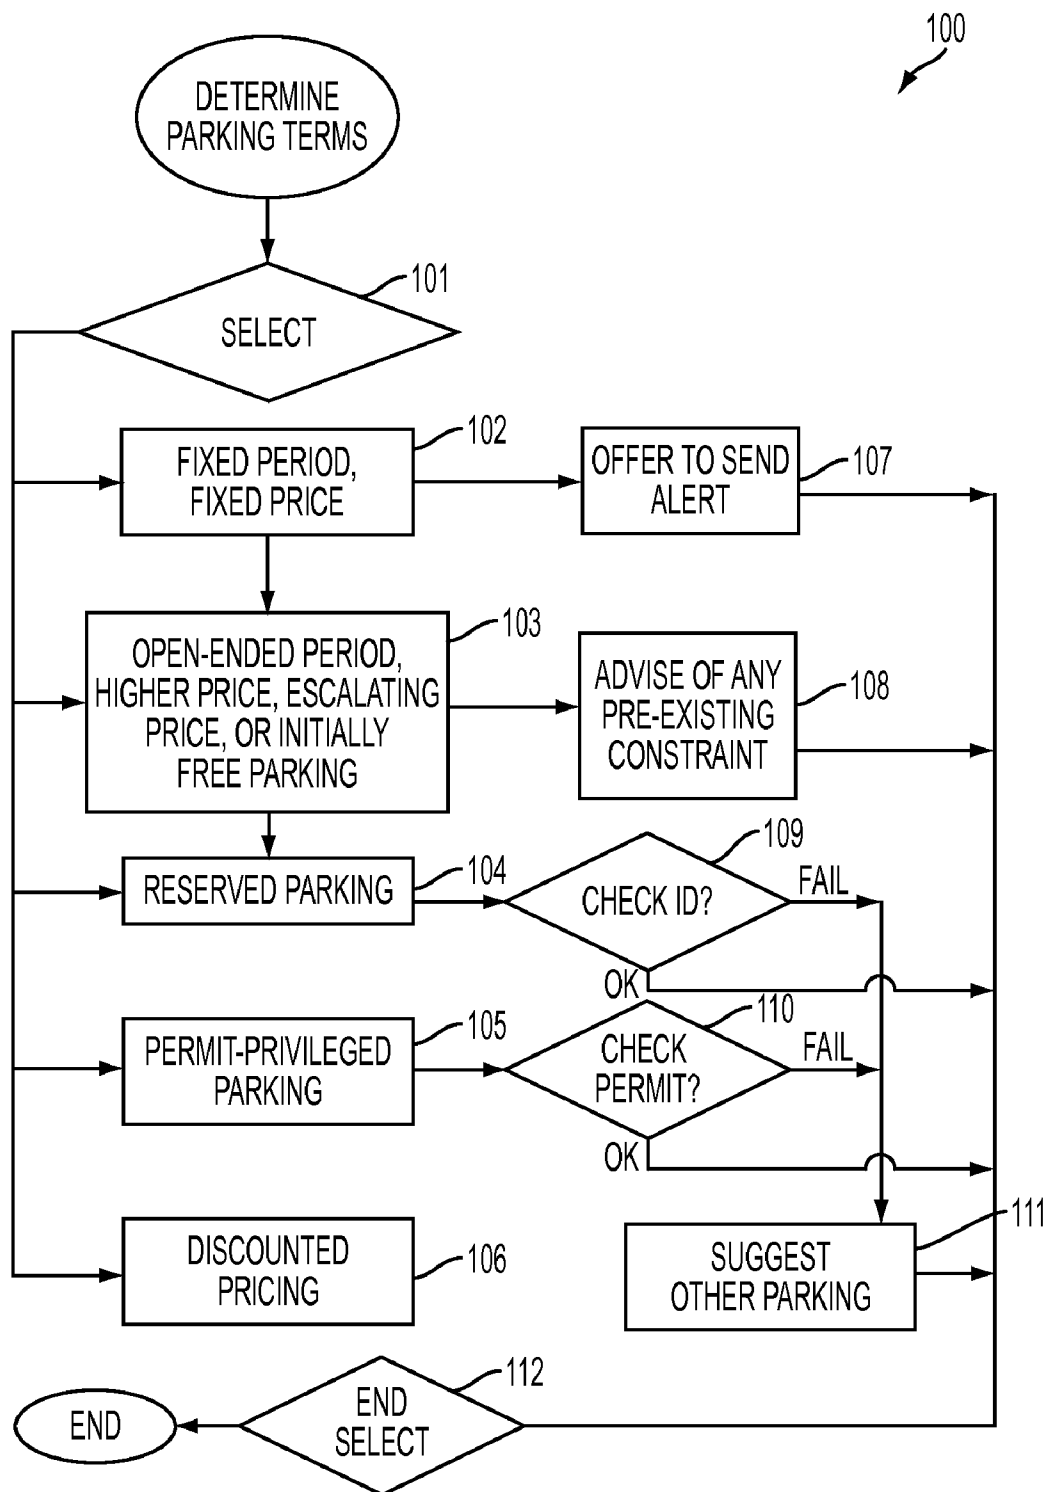 100
DETERMINE
PARKING TERMS
101
SELECT
102
FIXED PERIOD,
FIXED PRICE
OFFER TO SEND
ALERT
107
103
OPEN-ENDED PERIOD,
HIGHER PRICE, ESCALATING
PRICE, OR INITIALLY
FREE PARKING
ADVISE OF ANY
PRE-EXISTING
CONSTRAINT
108
RESERVED PARKING
104
109
CHECK ID?
FAIL
OK
PERMIT-PRIVILEGED
PARKING
105
110
CHECK
PERMIT?
FAIL
OK
DISCOUNTED
PRICING
106
111
SUGGEST
OTHER PARKING
112
END
SELECT
END